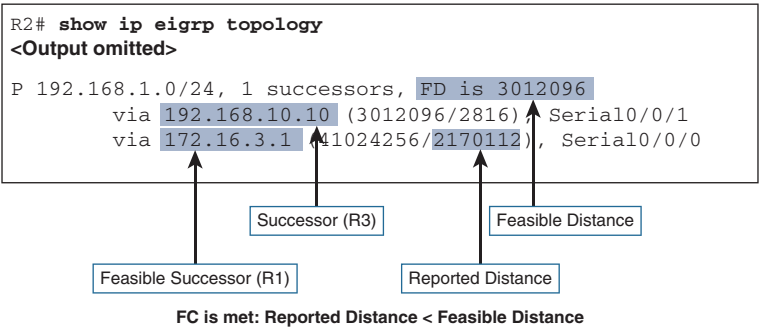 R2# show ip eigrp topology
<Output omitted>
P 192.168.1.0/24, 1 successors, FD is 3012096
via 192.168.10.10 (3012096/2816), Serial0/0/1
via 172.16.3.1 (41024256/2170112), Serial0/0/0
Successor (R3)
Feasible Distance
Feasible Successor (R1)
Reported Distance
FC is met: Reported Distance < Feasible Distance